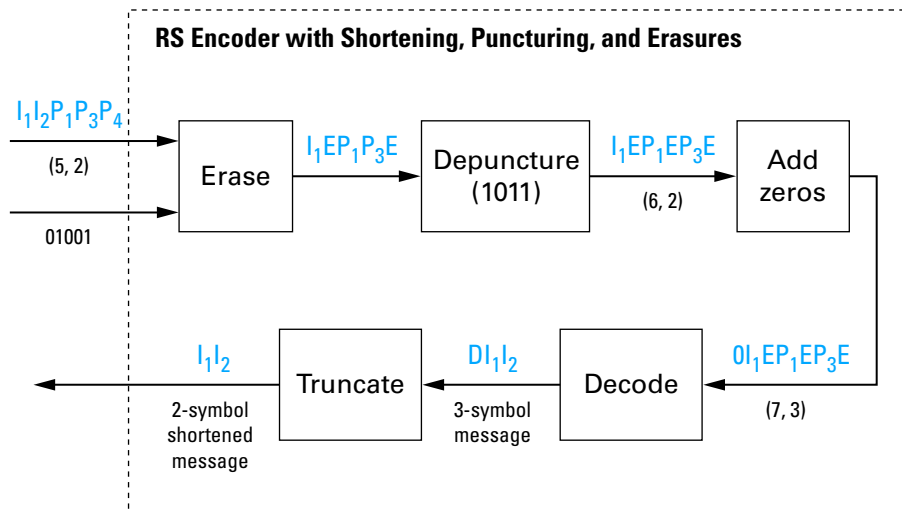 RS Encoder with Shortening, Puncturing, and Erasures
I₁I₂P₁P₃P₄
(5, 2)
01001
Erase
I₁EP₁P₃E
Depuncture
(1011)
I₁EP₁EP₃E
(6, 2)
Add
zeros
0I₁EP₁EP₃E
(7, 3)
Decode
DI₁I₂
3-symbol
message
Truncate
I₁I₂
2-symbol
shortened
message